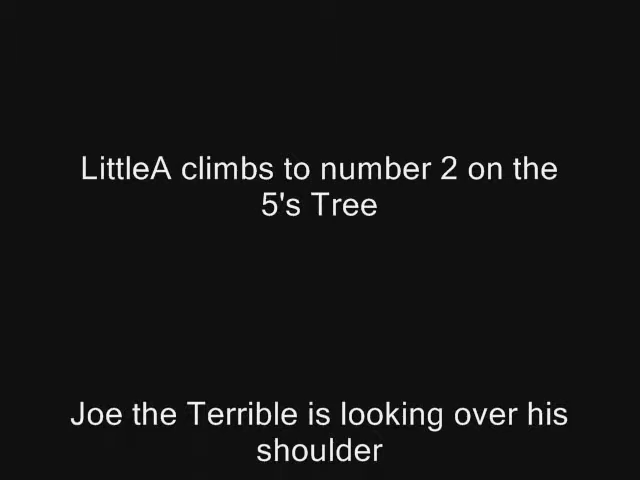 LittleA climbs to number 2 on the
5's Tree
Joe the Terrible is looking over his
shoulder